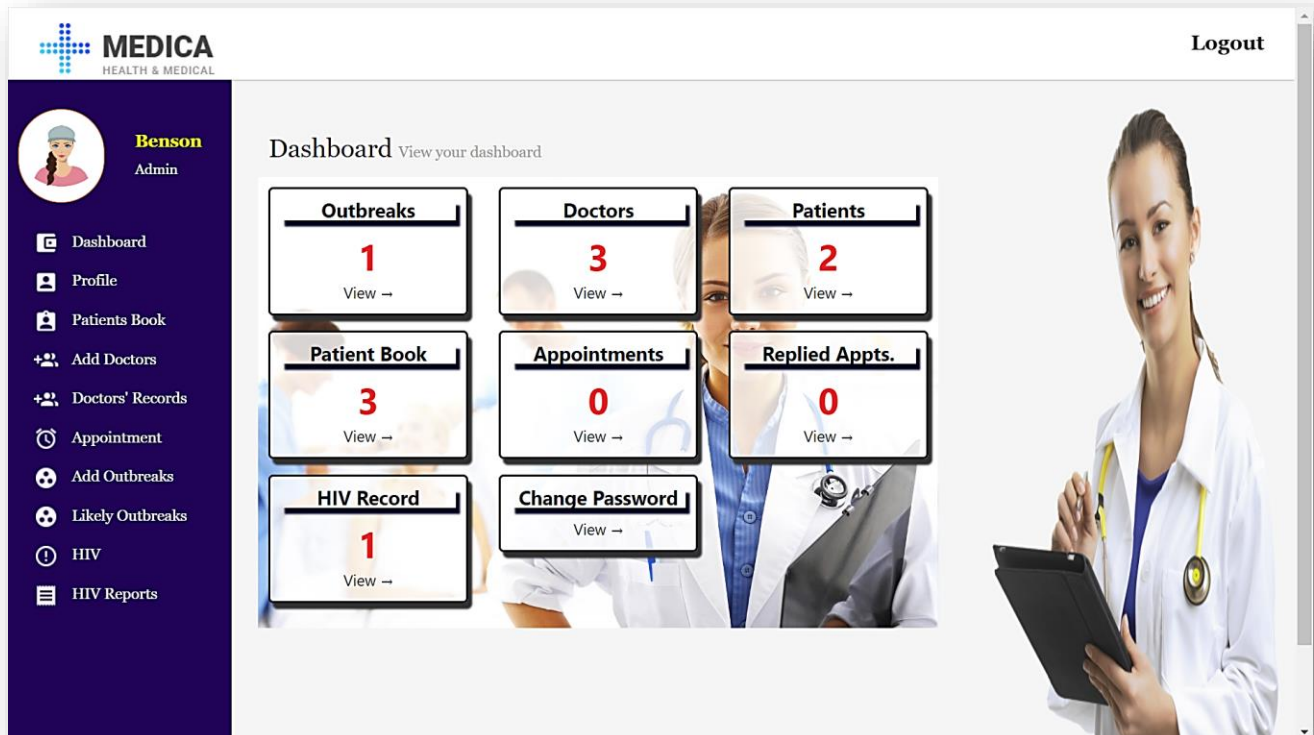 MEDICA
HEALTH & MEDICAL
Logout
Benson
Admin
Dashboard
Profile
Patients Book
Add Doctors
Doctors' Records
Appointment
Add Outbreaks
Likely Outbreaks
HIV
HIV Reports
Dashboard View your dashboard
Outbreaks
1
View →
Doctors
3
View →
Patients
2
View →
Patient Book
3
View →
Appointments
0
View →
Replied Appts.
0
View →
HIV Record
1
View →
Change Password
View →